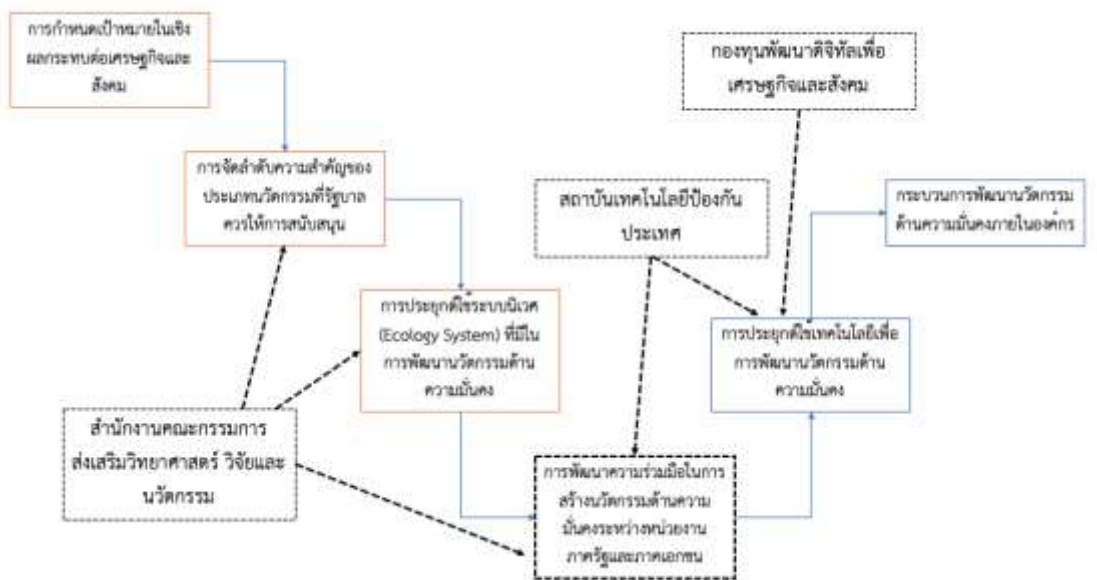 การกำหนดเป้าหมายในเชิง
ผลกระทบต่อเศรษฐกิจและ
สังคม
กองทุนพัฒนาดิจิทัลเพื่อ
เศรษฐกิจและสังคม
การจัดลำดับความสำคัญของ
ประเภทนวัตกรรมที่รัฐบาล
ควรให้การสนับสนุน
สถาบันเทคโนโลยีป้องกัน
ประเทศ
กระบวนการพัฒนานวัตกรรม
ด้านความมั่นคงภายในองค์กร
การประยุกต์ใช้ระบบนิเวศ
(Ecology System) ที่มีใน
การพัฒนานวัตกรรมด้าน
ความมั่นคง
การประยุกต์ใช้เทคโนโลยีเพื่อ
การพัฒนานวัตกรรมด้าน
ความมั่นคง
สำนักงานคณะกรรมการ
ส่งเสริมวิทยาศาสตร์ วิจัยและ
นวัตกรรม
การพัฒนาความร่วมมือในการ
สร้างนวัตกรรมด้านความ
มั่นคงระหว่างหน่วยงาน
ภาครัฐและภาคเอกชน